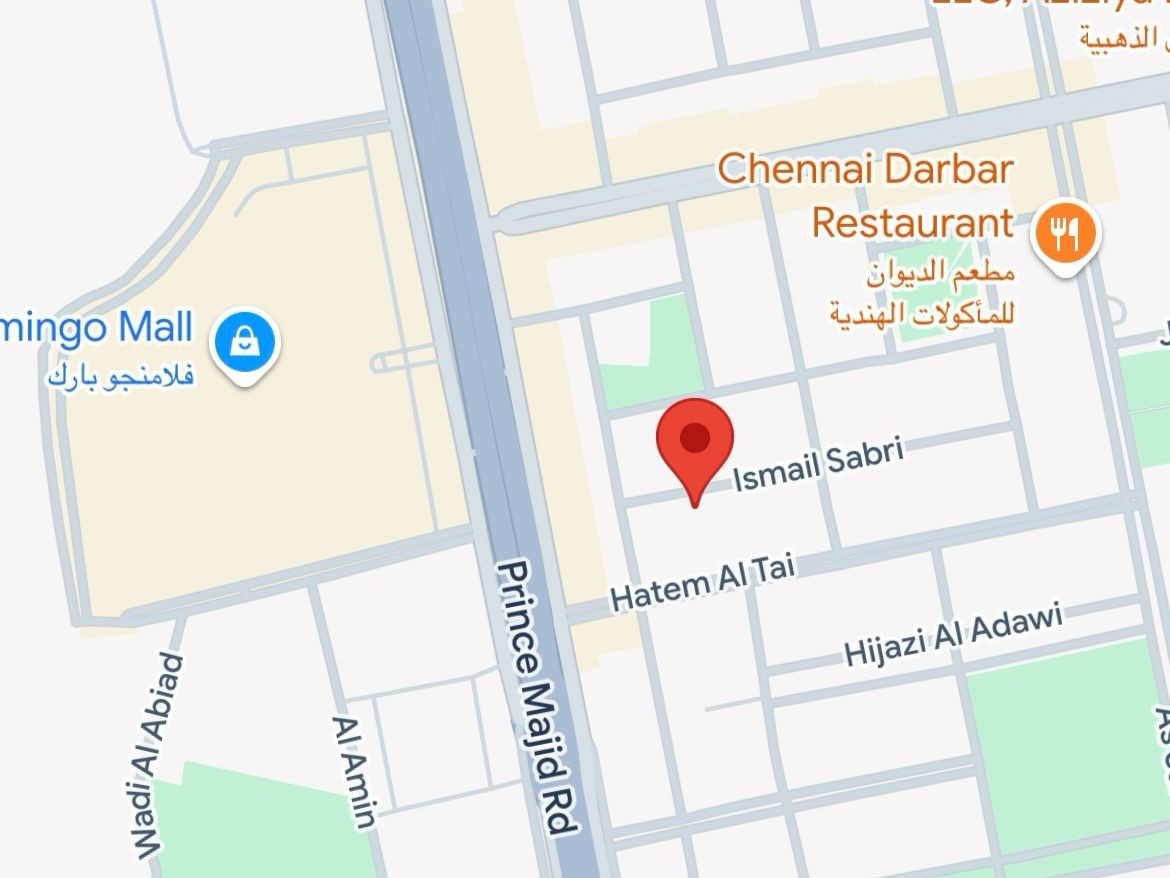 الذهبية
Chennai Darbar
Restaurant
مطعم الديوان
للمأكولات الهندية
mingo Mall
فلامنجو بارك
Ismail Sabri
Hatem Al Tai
Hijazi Al Adawi
Prince Majid Rd
Wadi Al Abiad
Al Amin